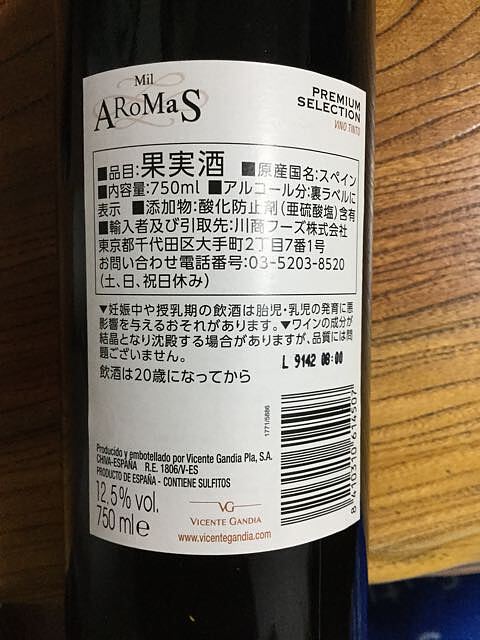 Mil
AROMAS
PREMIUM
SELECTION
VINO TINTO
■品目:果実酒 ■原産国名:スペイン
■内容量:750ml ■アルコール分:裏ラベルに
表示 ■添加物:酸化防止剤(亜硫酸塩)含有
■輸入者及び引取先:川商フーズ株式会社
東京都千代田区大手町2丁目7番1号
お問い合わせ電話番号:03-5203-8520
(土、日、祝日休み)
▼妊娠中や授乳期の飲酒は胎児・乳児の発育に悪
影響を与えるおそれがあります。▼ワインの成分が
結晶となり沈殿する場合がありますが、品質には問
題ございません。
L 9142 08:00
飲酒は20歳になってから
1771/5886
Producido y embotellado por Vicente Gandia Pla, S.A.
CHIVA-ESPAÑA R.E. 1806/V-ES
PRODUCTO DE ESPAÑA - CONTIENE SULFITOS
12,5% vol.
750 ml e
VG
VICENTE GANDIA
www.vicentegandia.com
8410310614507